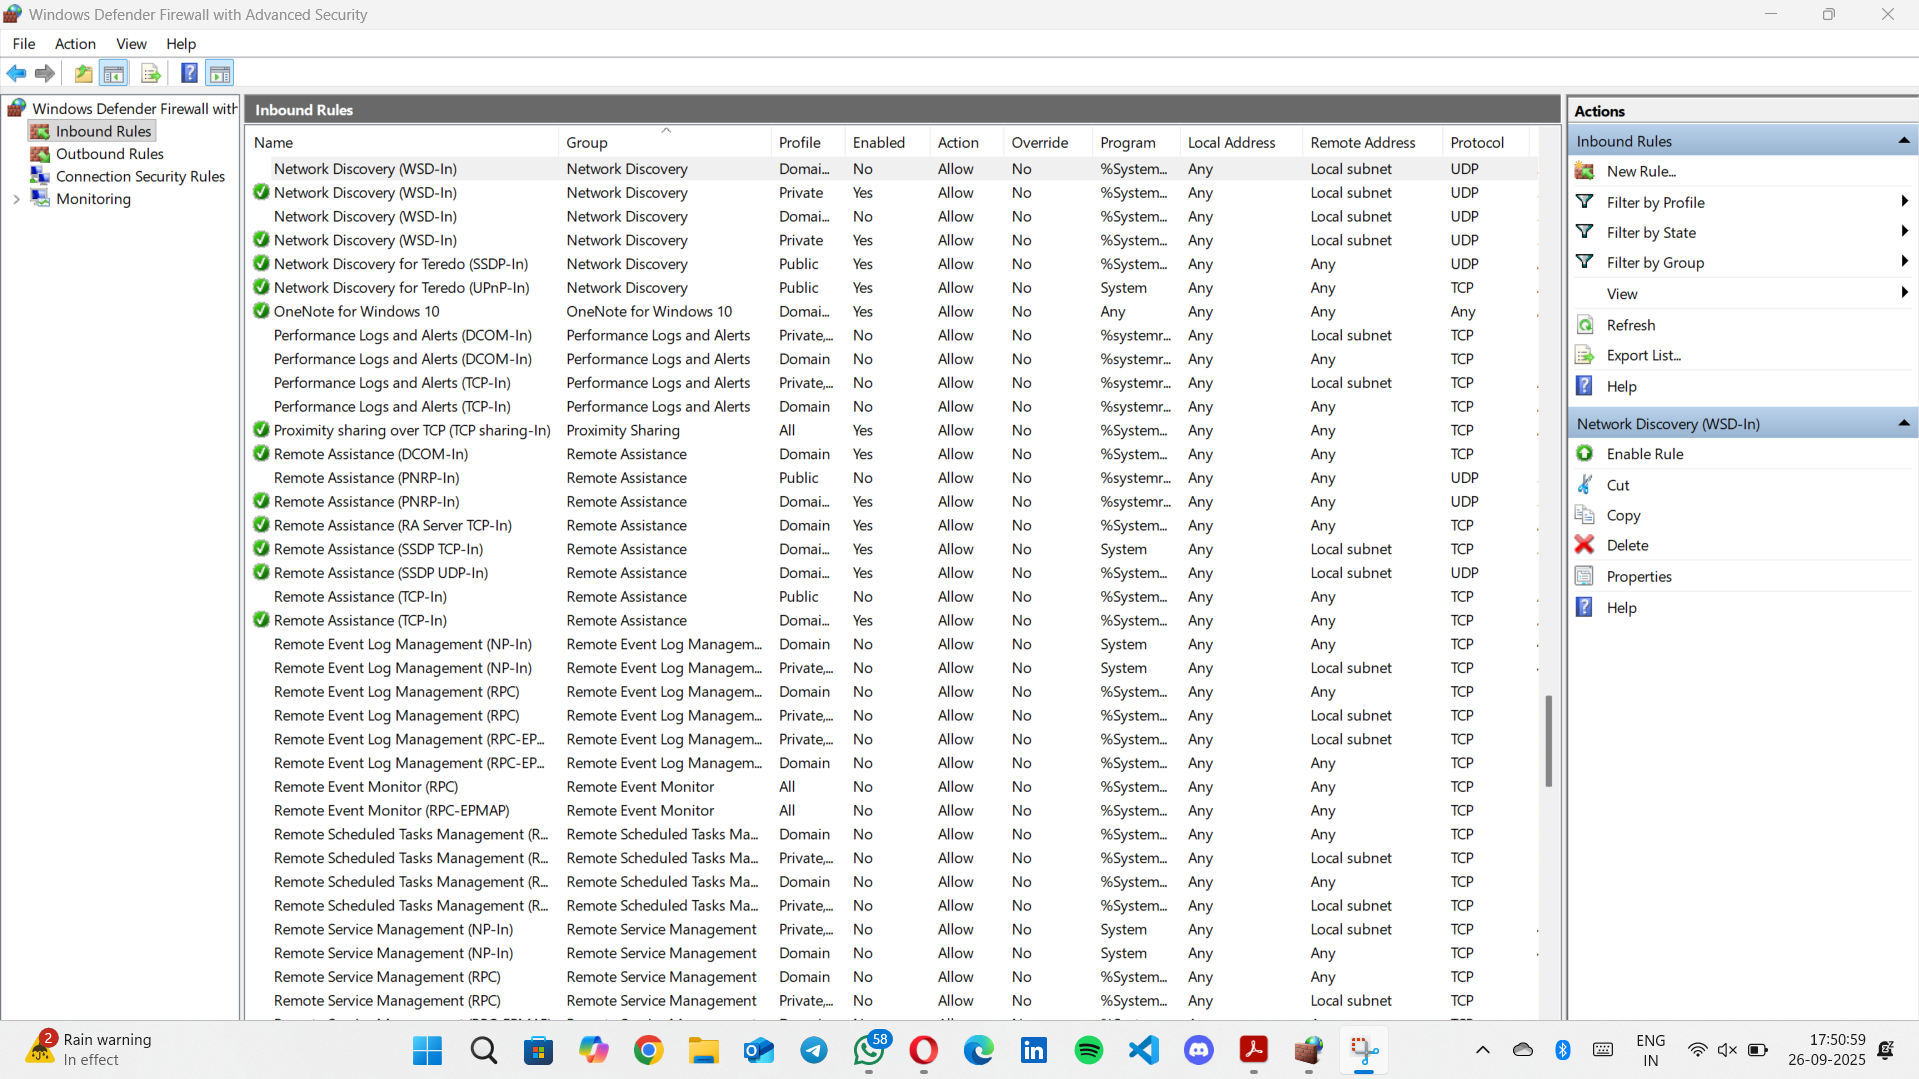 Windows Defender Firewall with Advanced Security
File Action View Help
Windows Defender Firewall with
Inbound Rules
Outbound Rules
Connection Security Rules
Monitoring
Inbound Rules
Name Group Profile Enabled Action Override Program Local Address Remote Address Protocol
Network Discovery (WSD-In) Network Discovery Domai... No Allow No %System... Any Local subnet UDP
Network Discovery (WSD-In) Network Discovery Private Yes Allow No %System... Any Local subnet UDP
Network Discovery (WSD-In) Network Discovery Domai... No Allow No %System... Any Local subnet UDP
Network Discovery (WSD-In) Network Discovery Private Yes Allow No %System... Any Local subnet UDP
Network Discovery for Teredo (SSDP-In) Network Discovery Public Yes Allow No %System... Any Any UDP
Network Discovery for Teredo (UPnP-In) Network Discovery Public Yes Allow No System Any Any TCP
OneNote for Windows 10 OneNote for Windows 10 Domai... Yes Allow No Any Any Any Any
Performance Logs and Alerts (DCOM-In) Performance Logs and Alerts Private,... No Allow No %systemr... Any Local subnet TCP
Performance Logs and Alerts (DCOM-In) Performance Logs and Alerts Domain No Allow No %systemr... Any Any TCP
Performance Logs and Alerts (TCP-In) Performance Logs and Alerts Private,... No Allow No %systemr... Any Local subnet TCP
Performance Logs and Alerts (TCP-In) Performance Logs and Alerts Domain No Allow No %systemr... Any Any TCP
Proximity sharing over TCP (TCP sharing-In) Proximity Sharing All Yes Allow No %System... Any Any TCP
Remote Assistance (DCOM-In) Remote Assistance Domain Yes Allow No %System... Any Any TCP
Remote Assistance (PNRP-In) Remote Assistance Public No Allow No %systemr... Any Any UDP
Remote Assistance (PNRP-In) Remote Assistance Domai... Yes Allow No %systemr... Any Any UDP
Remote Assistance (RA Server TCP-In) Remote Assistance Domain Yes Allow No %System... Any Any TCP
Remote Assistance (SSDP TCP-In) Remote Assistance Domai... Yes Allow No System Any Local subnet TCP
Remote Assistance (SSDP UDP-In) Remote Assistance Domai... Yes Allow No %System... Any Local subnet UDP
Remote Assistance (TCP-In) Remote Assistance Public No Allow No %System... Any Any TCP
Remote Assistance (TCP-In) Remote Assistance Domai... Yes Allow No %System... Any Any TCP
Remote Event Log Management (NP-In) Remote Event Log Managem... Domain No Allow No System Any Any TCP
Remote Event Log Management (NP-In) Remote Event Log Managem... Private,... No Allow No System Any Local subnet TCP
Remote Event Log Management (RPC) Remote Event Log Managem... Domain No Allow No %System... Any Any TCP
Remote Event Log Management (RPC) Remote Event Log Managem... Private,... No Allow No %System... Any Local subnet TCP
Remote Event Log Management (RPC-EP... Remote Event Log Managem... Private,... No Allow No %System... Any Local subnet TCP
Remote Event Log Management (RPC-EP... Remote Event Log Managem... Domain No Allow No %System... Any Any TCP
Remote Event Monitor (RPC) Remote Event Monitor All No Allow No %System... Any Any TCP
Remote Event Monitor (RPC-EPMAP) Remote Event Monitor All No Allow No %System... Any Any TCP
Remote Scheduled Tasks Management (R... Remote Scheduled Tasks Ma... Domain No Allow No %System... Any Any TCP
Remote Scheduled Tasks Management (R... Remote Scheduled Tasks Ma... Private,... No Allow No %System... Any Local subnet TCP
Remote Scheduled Tasks Management (R... Remote Scheduled Tasks Ma... Domain No Allow No %System... Any Any TCP
Remote Scheduled Tasks Management (R... Remote Scheduled Tasks Ma... Private,... No Allow No %System... Any Local subnet TCP
Remote Service Management (NP-In) Remote Service Management Private,... No Allow No System Any Local subnet TCP
Remote Service Management (NP-In) Remote Service Management Domain No Allow No System Any Any TCP
Remote Service Management (RPC) Remote Service Management Domain No Allow No %System... Any Any TCP
Remote Service Management (RPC) Remote Service Management Private,... No Allow No %System... Any Local subnet TCP
Actions
Inbound Rules
New Rule...
Filter by Profile
Filter by State
Filter by Group
View
Refresh
Export List...
Help
Network Discovery (WSD-In)
Enable Rule
Cut
Copy
Delete
Properties
Help
2
Rain warning
In effect
58
ENG
IN
17:50:59
26-09-2025